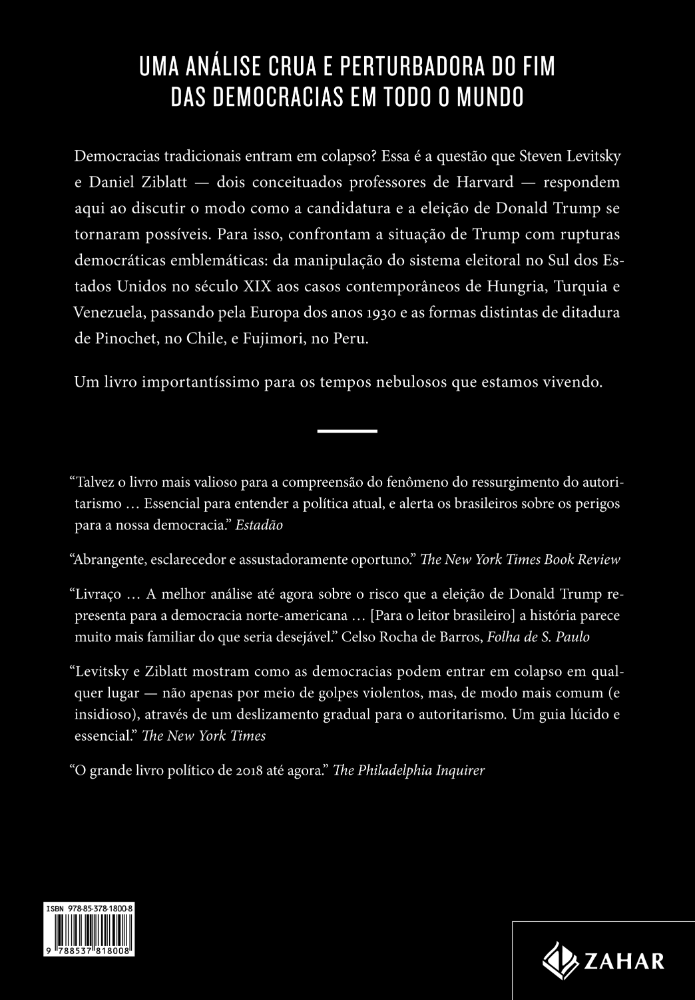 UMA ANÁLISE CRUA E PERTURBADORA DO FIM
DAS DEMOCRACIAS EM TODO O MUNDO
Democracias tradicionais entram em colapso? Essa é a questão que Steven Levitsky
e Daniel Ziblatt — dois conceituados professores de Harvard — respondem
aqui ao discutir o modo como a candidatura e a eleição de Donald Trump se
tornaram possíveis. Para isso, confrontam a situação de Trump com rupturas
democráticas emblemáticas: da manipulação do sistema eleitoral no Sul dos Es-
tados Unidos no século XIX aos casos contemporâneos de Hungria, Turquia e
Venezuela, passando pela Europa dos anos 1930 e as formas distintas de ditadura
de Pinochet, no Chile, e Fujimori, no Peru.
Um livro importantíssimo para os tempos nebulosos que estamos vivendo.
“Talvez o livro mais valioso para a compreensão do fenômeno do ressurgimento do autori-
tarismo … Essencial para entender a política atual, e alerta os brasileiros sobre os perigos
para a nossa democracia.” Estadão
“Abrangente, esclarecedor e assustadoramente oportuno.” The New York Times Book Review
“Livraço … A melhor análise até agora sobre o risco que a eleição de Donald Trump re-
presenta para a democracia norte-americana … [Para o leitor brasileiro] a história parece
muito mais familiar do que seria desejável.” Celso Rocha de Barros, Folha de S. Paulo
“Levitsky e Ziblatt mostram como as democracias podem entrar em colapso em qual-
quer lugar — não apenas por meio de golpes violentos, mas, de modo mais comum (e
insidioso), através de um deslizamento gradual para o autoritarismo. Um guia lúcido e
essencial.” The New York Times
“O grande livro político de 2018 até agora.” The Philadelphia Inquirer
ISBN 978-85-378-1800-8
9 788537 818008
ZAHAR